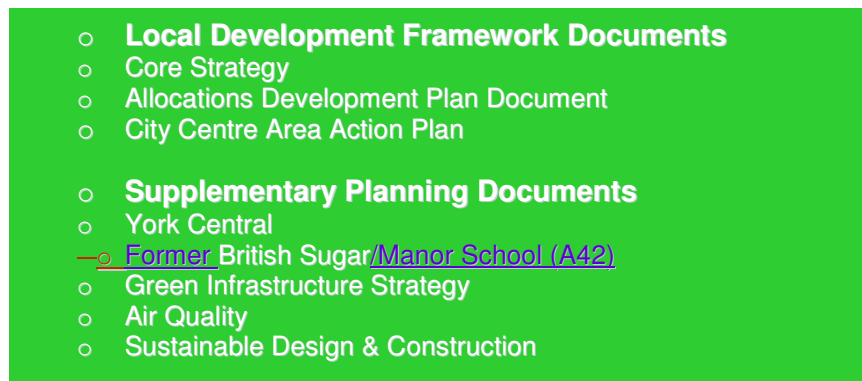 o Local Development Framework Documents
o Core Strategy
o Allocations Development Plan Document
o City Centre Area Action Plan
o Supplementary Planning Documents
o York Central
o Former British Sugar/Manor School (A42)
o Green Infrastructure Strategy
o Air Quality
o Sustainable Design & Construction